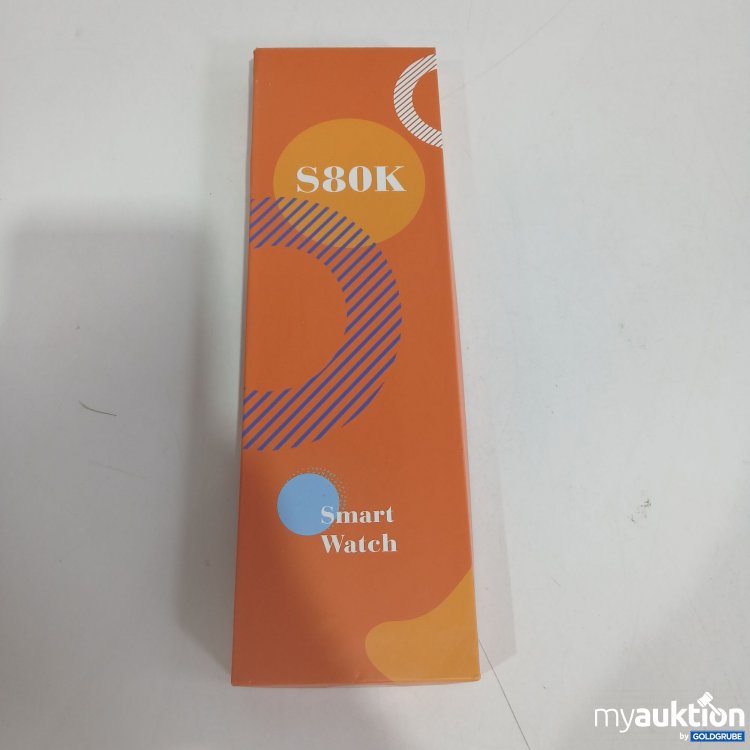 S80K
Smart
Watch
myauktion
by GOLDGRUBE